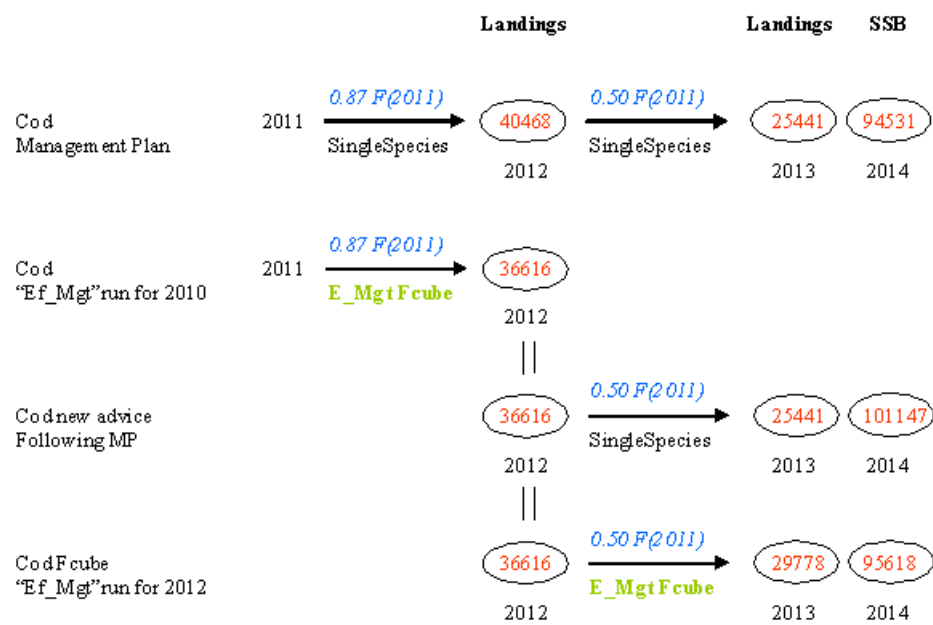 Landings Landings SSB
0.87 F(2011) 0.50 F(2011)
Cod 2011 40468 25441 94531
Management Plan SingleSpecies SingleSpecies
2012 2013 2014
0.87 F(2011)
Cod 2011 36616
“Ef_Mgt”run for 2010 E_Mgt Fcube
2012
0.50 F(2011)
Cod new advice 36616 25441 101147
Following MP SingleSpecies
2012 2013 2014
0.50 F(2011)
Cod Fcube 36616 29778 95618
“Ef_Mgt”run for 2012 E_Mgt Fcube
2012 2013 2014